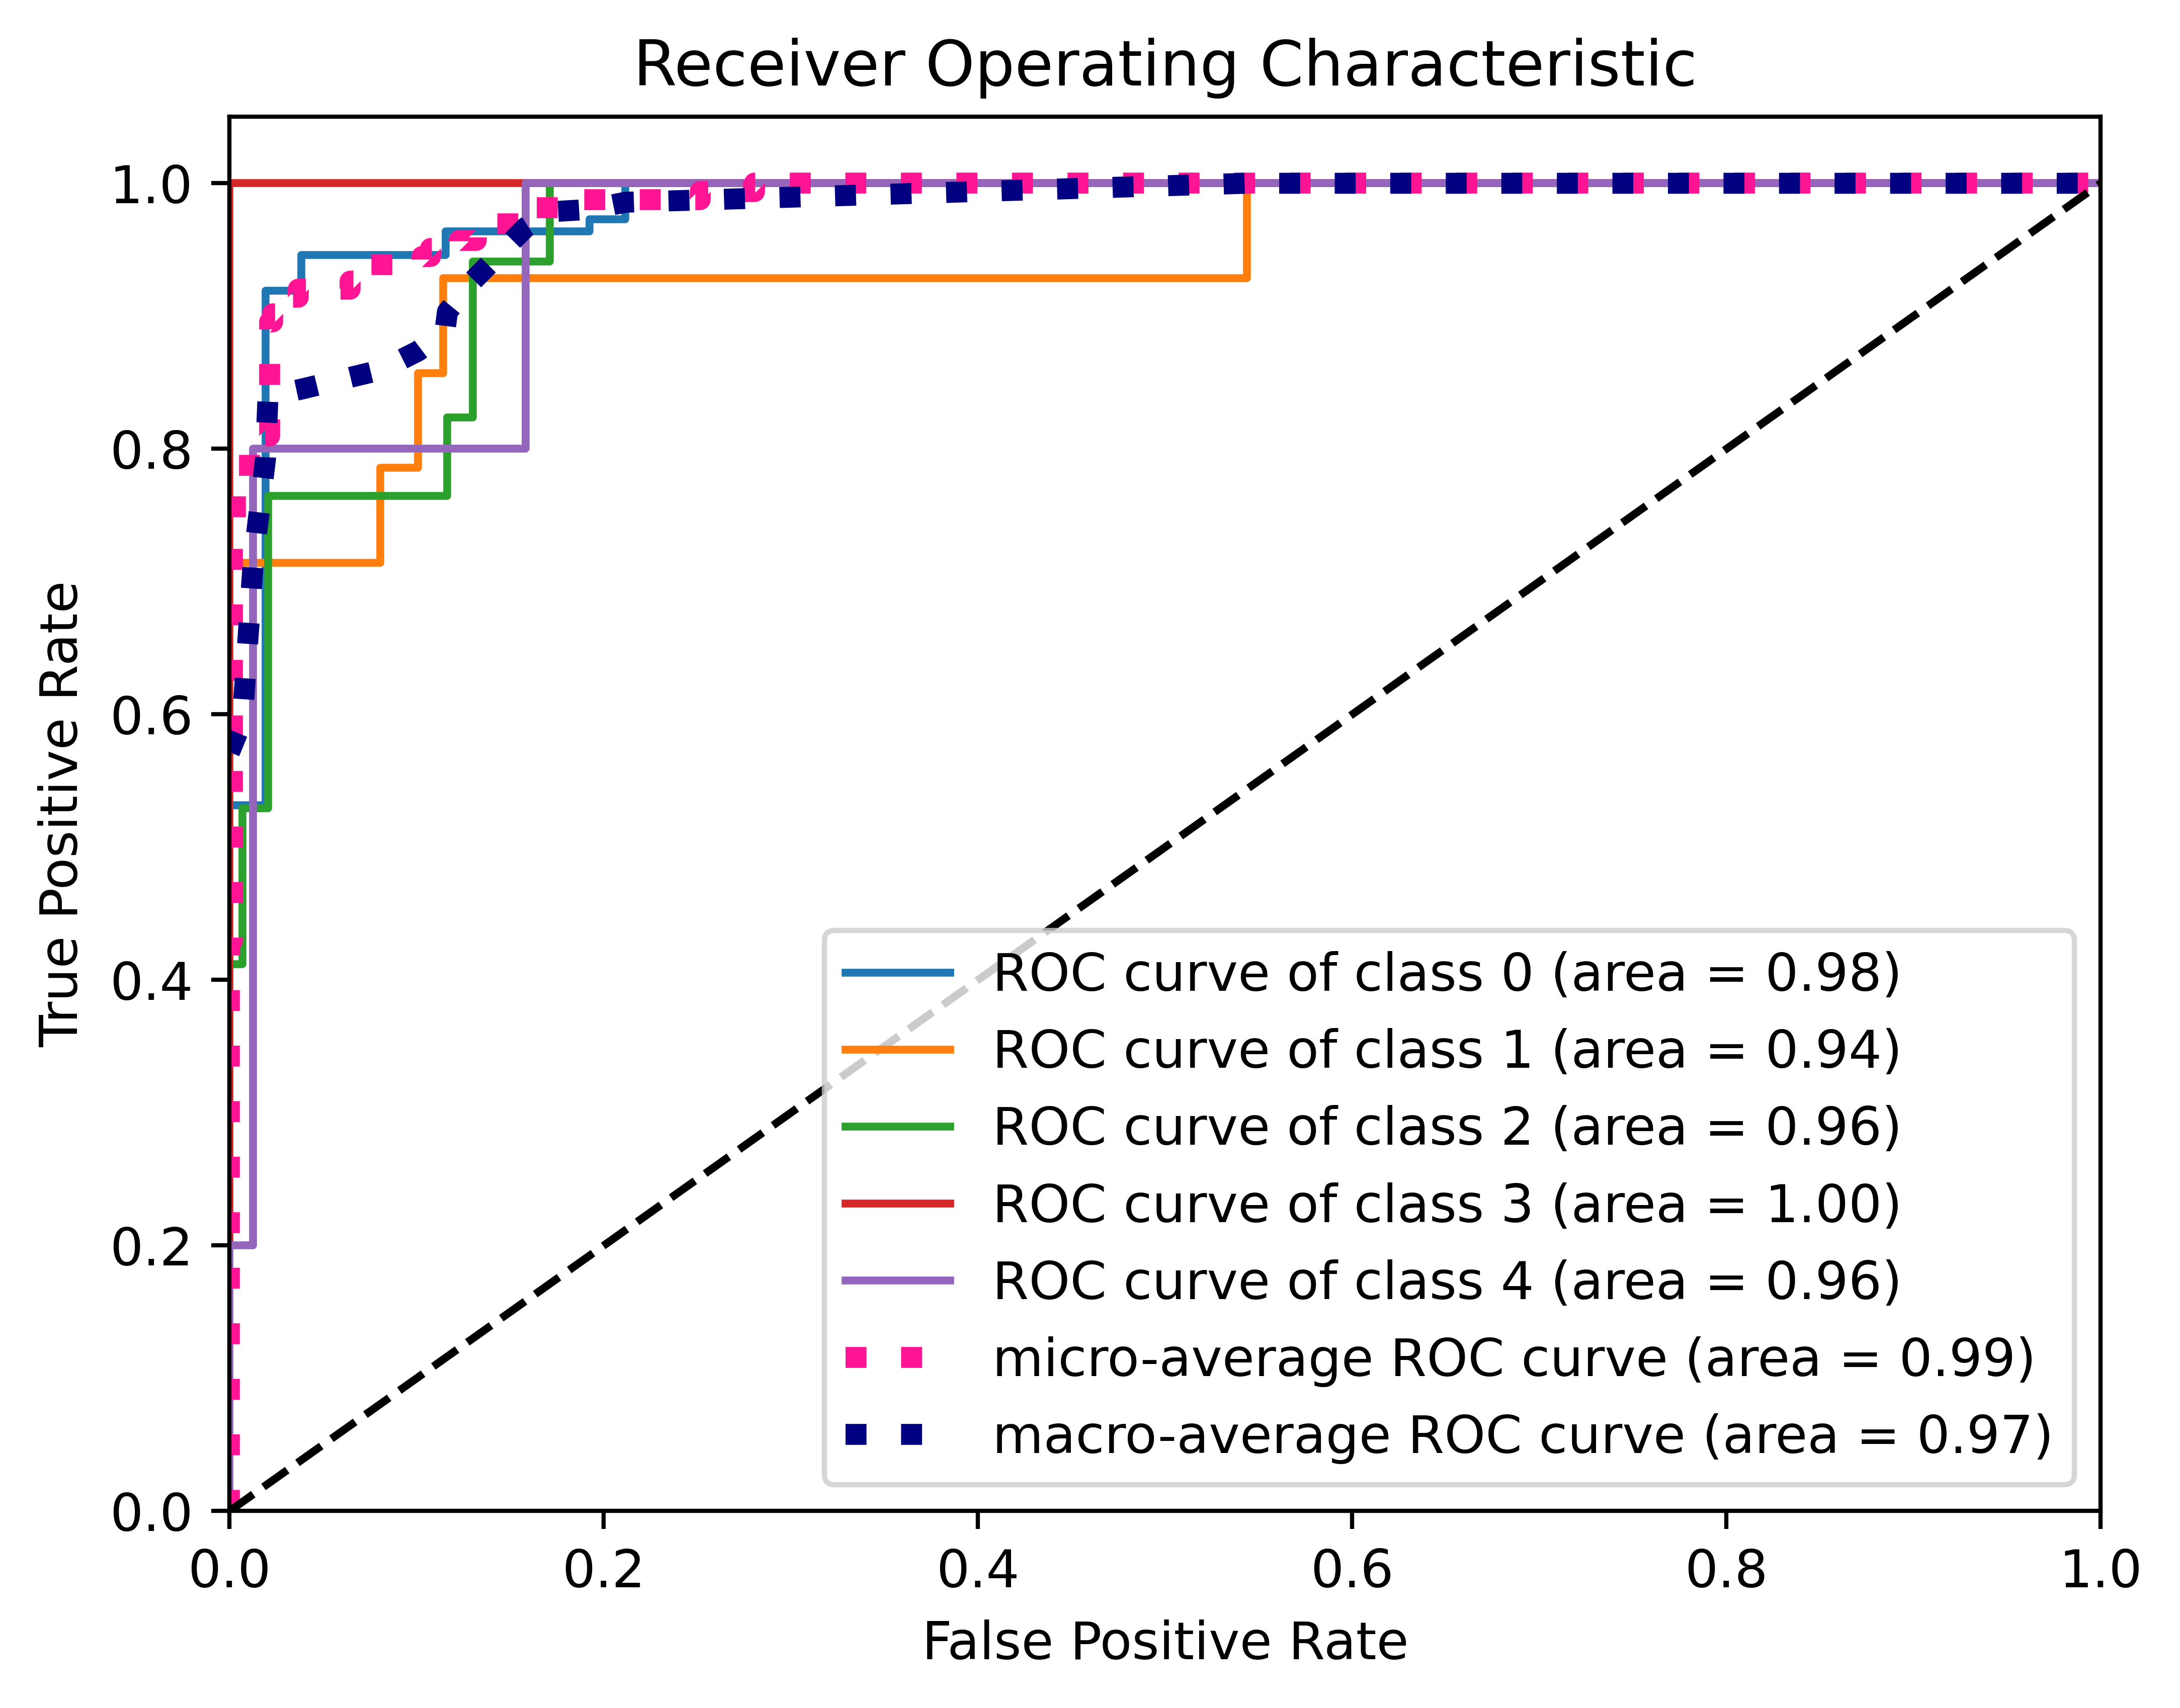 Receiver Operating Characteristic
1.0
0.8
0.6
0.4
0.2
0.0
True Positive Rate
ROC curve of class 0 (area = 0.98)
ROC curve of class 1 (area = 0.94)
ROC curve of class 2 (area = 0.96)
ROC curve of class 3 (area = 1.00)
ROC curve of class 4 (area = 0.96)
micro-average ROC curve (area = 0.99)
macro-average ROC curve (area = 0.97)
0.0 0.2 0.4 0.6 0.8 1.0
False Positive Rate